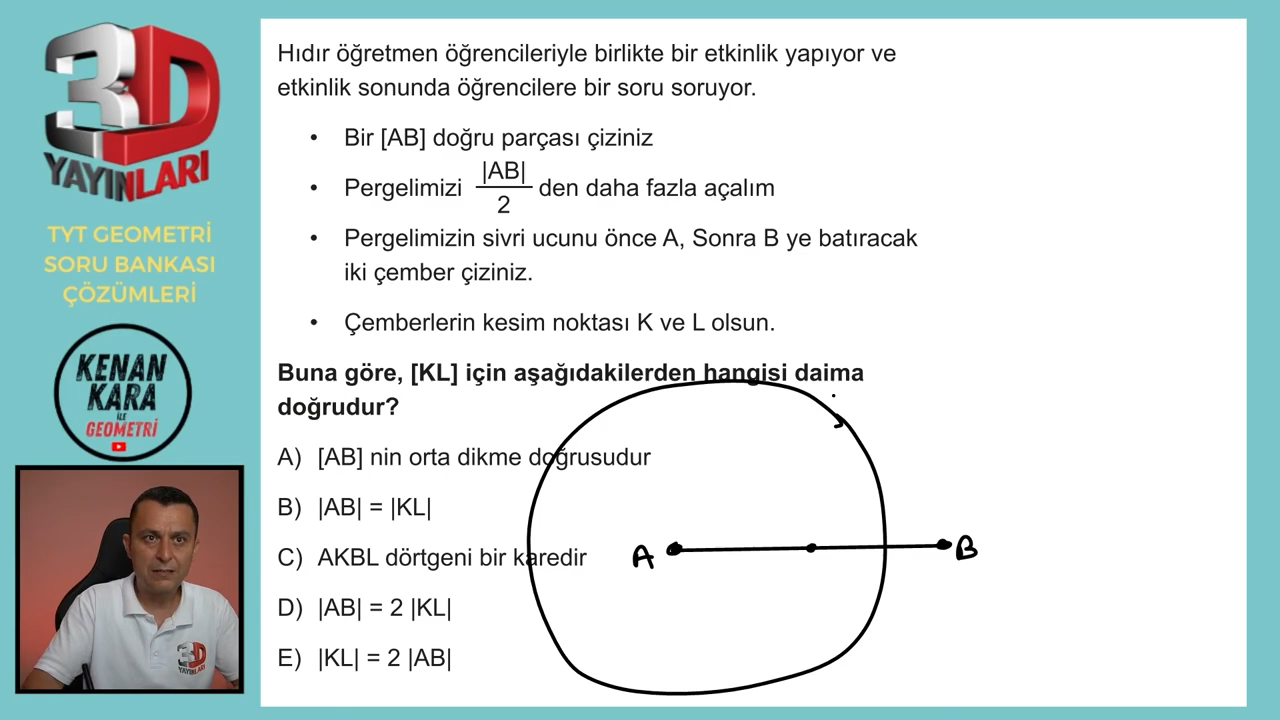 3D
YAYINLARI
TYT GEOMETRİ
SORU BANKASI
ÇÖZÜMLERİ
KENAN
KARA
İLE
GEOMETRİ
3D
YAYINLARI
Hıdır öğretmen öğrencileriyle birlikte bir etkinlik yapıyor ve
etkinlik sonunda öğrencilere bir soru soruyor.
• Bir [AB] doğru parçası çiziniz
• Pergelimizi |AB|/2 den daha fazla açalım
• Pergelimizin sivri ucunu önce A, Sonra B ye batıracak
iki çember çiziniz.
• Çemberlerin kesim noktası K ve L olsun.
Buna göre, [KL] için aşağıdakilerden hangisi daima
doğrudur?
A) [AB] nin orta dikme doğrusudur
B) |AB| = |KL|
C) AKBL dörtgeni bir karedir
D) |AB| = 2 |KL|
E) |KL| = 2 |AB|
A B